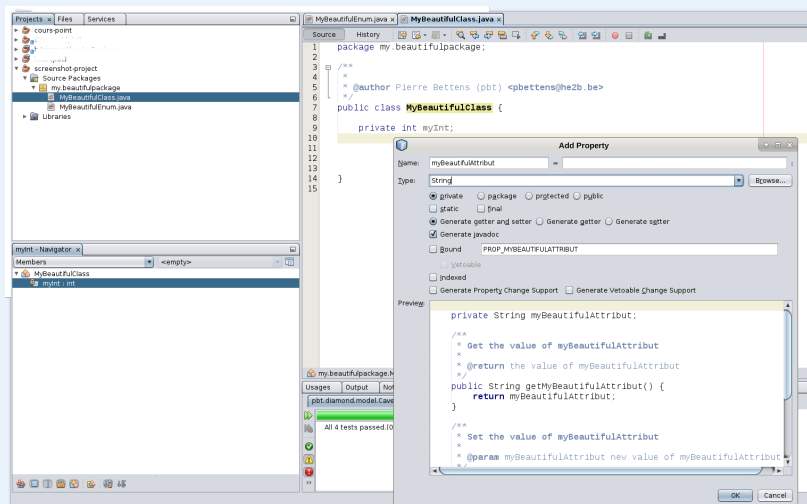 Projects × Files Services
cours-point
screenshot-project
Source Packages
my.beautifulpackage
MyBeautifulClass.java
MyBeautifulEnum.java
Libraries
myInt - Navigator ×
Members <empty>
MyBeautifulClass
myInt : int
MyBeautifulEnum.java × MyBeautifulClass.java ×
Source History
1 package my.beautifulpackage;
2
3 /**
4 *
5 * @author Pierre Bettens (pbt) <pbettens@he2b.be>
6 */
7 public class MyBeautifulClass {
8
9 private int myInt;
10
11
12
13
14 }
15
my.beautifulpackage.M
Usages Output Not
pbt.diamond.model.Cave
All 4 tests passed.(0
Add Property
Name: myBeautifulAttribut = ;
Type: String Browse...
private package protected public
static final
Generate getter and setter Generate getter Generate setter
Generate javadoc
Bound PROP_MYBEAUTIFULATTRIBUT
Vetoable
Indexed
Generate Property Change Support Generate Vetoable Change Support
Preview:
private String myBeautifulAttribut;
/**
* Get the value of myBeautifulAttribut
*
* @return the value of myBeautifulAttribut
*/
public String getMyBeautifulAttribut() {
return myBeautifulAttribut;
}
/**
* Set the value of myBeautifulAttribut
*
* @param myBeautifulAttribut new value of myBeautifulAttribut
*/
OK Cancel